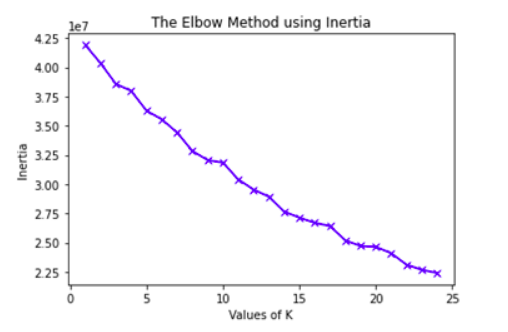 The Elbow Method using Inertia
1e7
4.25
4.00
3.75
3.50
3.25
3.00
2.75
2.50
2.25
Inertia
0 5 10 15 20 25
Values of K